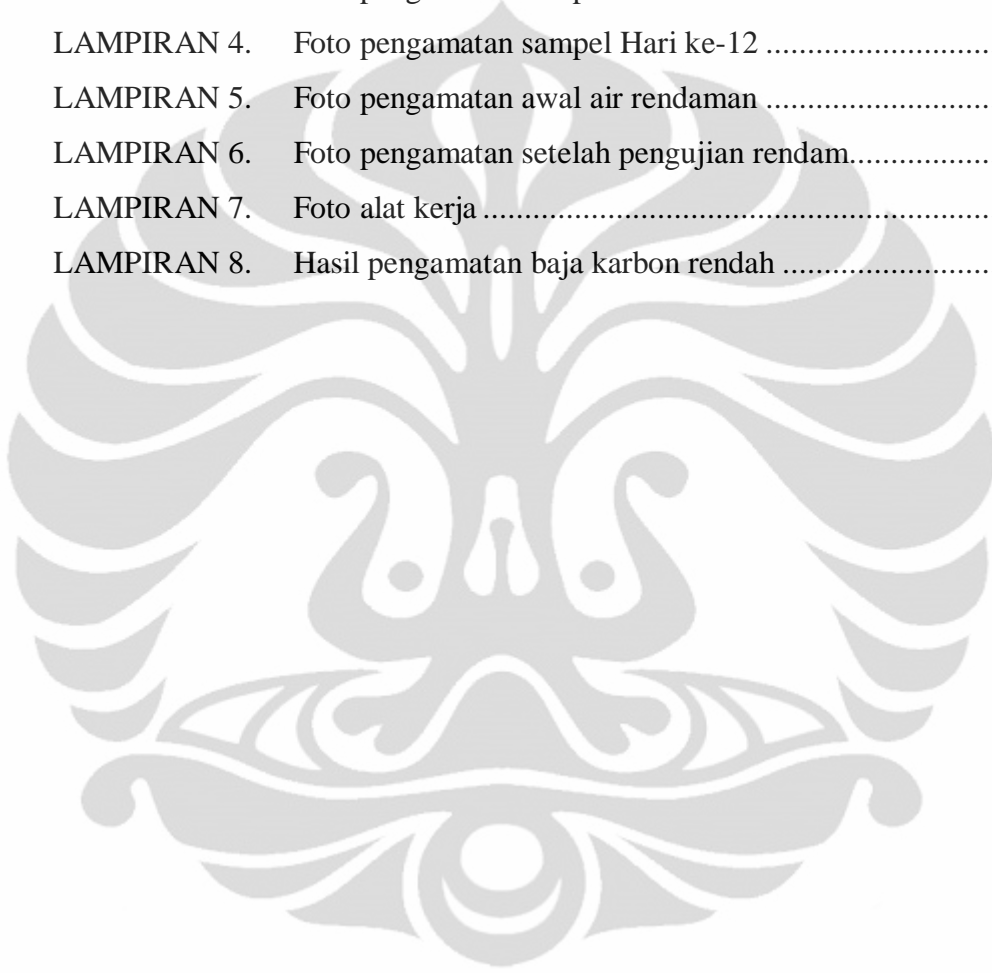 LAMPIRAN 4. Foto pengamatan sampel Hari ke-12 ............................
LAMPIRAN 5. Foto pengamatan awal air rendaman ............................
LAMPIRAN 6. Foto pengamatan setelah pengujian rendam..................
LAMPIRAN 7. Foto alat kerja ................................................................
LAMPIRAN 8. Hasil pengamatan baja karbon rendah ..........................